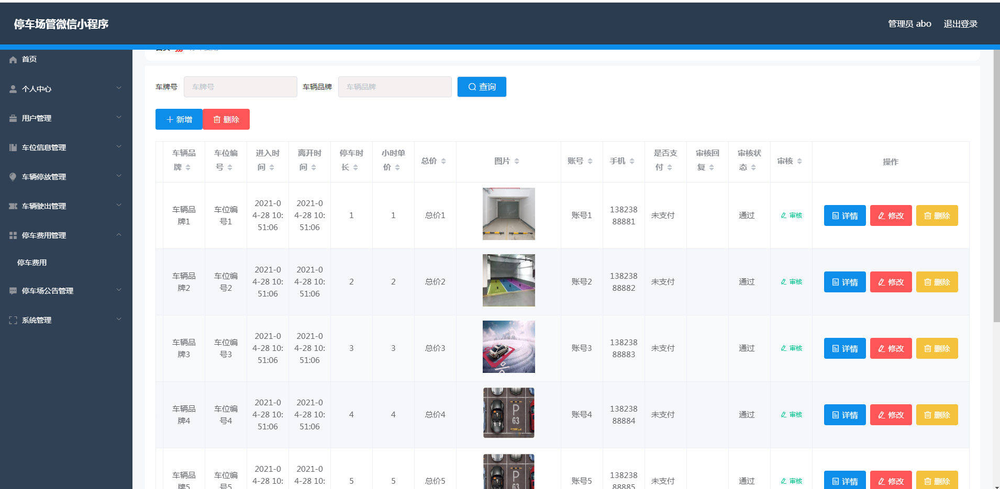 停车场管微信小程序
管理员 abo 退出登录
首页
个人中心
用户管理
车位信息管理
车辆停放管理
车辆驶出管理
停车费用管理
停车费用
停车场公告管理
系统管理
车牌号 车牌号 车辆品牌 车辆品牌 查询
新增 删除
车辆品牌 车位编号 进入时间 离开时间 停车时长 小时单价 总价 图片 账号 手机 是否支付 审核回复 审核状态 审核 操作
车辆品牌1 车位编号1 2021-04-28 10:51:06 2021-04-28 10:51:06 1 1 总价1 账号1 13823888881 未支付 通过 审核 详情 修改 删除
车辆品牌2 车位编号2 2021-04-28 10:51:06 2021-04-28 10:51:06 2 2 总价2 账号2 13823888882 未支付 通过 审核 详情 修改 删除
车辆品牌3 车位编号3 2021-04-28 10:51:06 2021-04-28 10:51:06 3 3 总价3 账号3 13823888883 未支付 通过 审核 详情 修改 删除
车辆品牌4 车位编号4 2021-04-28 10:51:06 2021-04-28 10:51:06 4 4 总价4 P 63 账号4 13823888884 未支付 通过 审核 详情 修改 删除
车辆品牌5 车位编号5 2021-04-28 10: 2021-04-28 10: 5 5 总价5 P 63 账号5 13823888885 未支付 通过 审核 详情 修改 删除